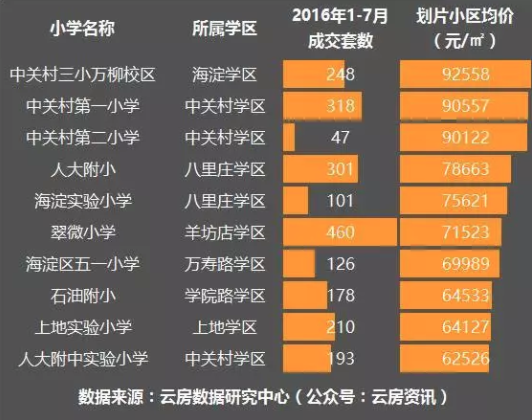 小学名称 所属学区 2016年1-7月成交套数 划片小区均价（元/㎡）
中关村三小万柳校区 海淀学区 248 92558
中关村第一小学 中关村学区 318 90557
中关村第二小学 中关村学区 47 90122
人大附小 八里庄学区 301 78663
海淀实验小学 八里庄学区 101 75621
翠微小学 羊坊店学区 460 71523
海淀区五一小学 万寿路学区 126 69989
石油附小 学院路学区 178 64533
上地实验小学 上地学区 210 64127
人大附中实验小学 中关村学区 193 62526
数据来源：云房数据研究中心（公众号：云房资讯）